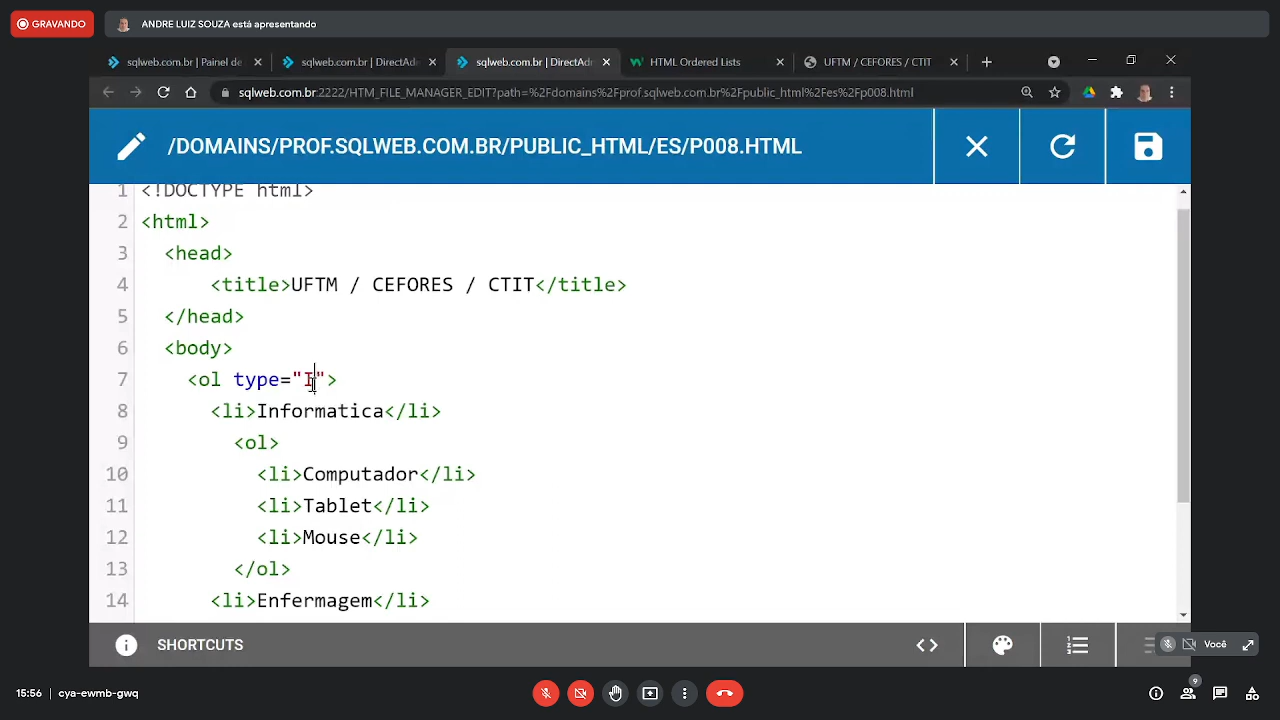 GRAVANDO
ANDRE LUIZ SOUZA está apresentando
sqlweb.com.br | Painel de
sqlweb.com.br | DirectAdr
sqlweb.com.br | DirectAdr
HTML Ordered Lists
UFTM / CEFORES / CTIT
sqlweb.com.br:2222/HTM_FILE_MANAGER_EDIT?path=%2Fdomains%2Fprof.sqlweb.com.br%2Fpublic_html%2Fes%2Fp008.html
/DOMAINS/PROF.SQLWEB.COM.BR/PUBLIC_HTML/ES/P008.HTML
1 <!DOCTYPE html>
2 <html>
3 <head>
4 <title>UFTM / CEFORES / CTIT</title>
5 </head>
6 <body>
7 <ol type="I">
8 <li>Informatica</li>
9 <ol>
10 <li>Computador</li>
11 <li>Tablet</li>
12 <li>Mouse</li>
13 </ol>
14 <li>Enfermagem</li>
SHORTCUTS
Você
15:56 cya-ewmb-gwq
9